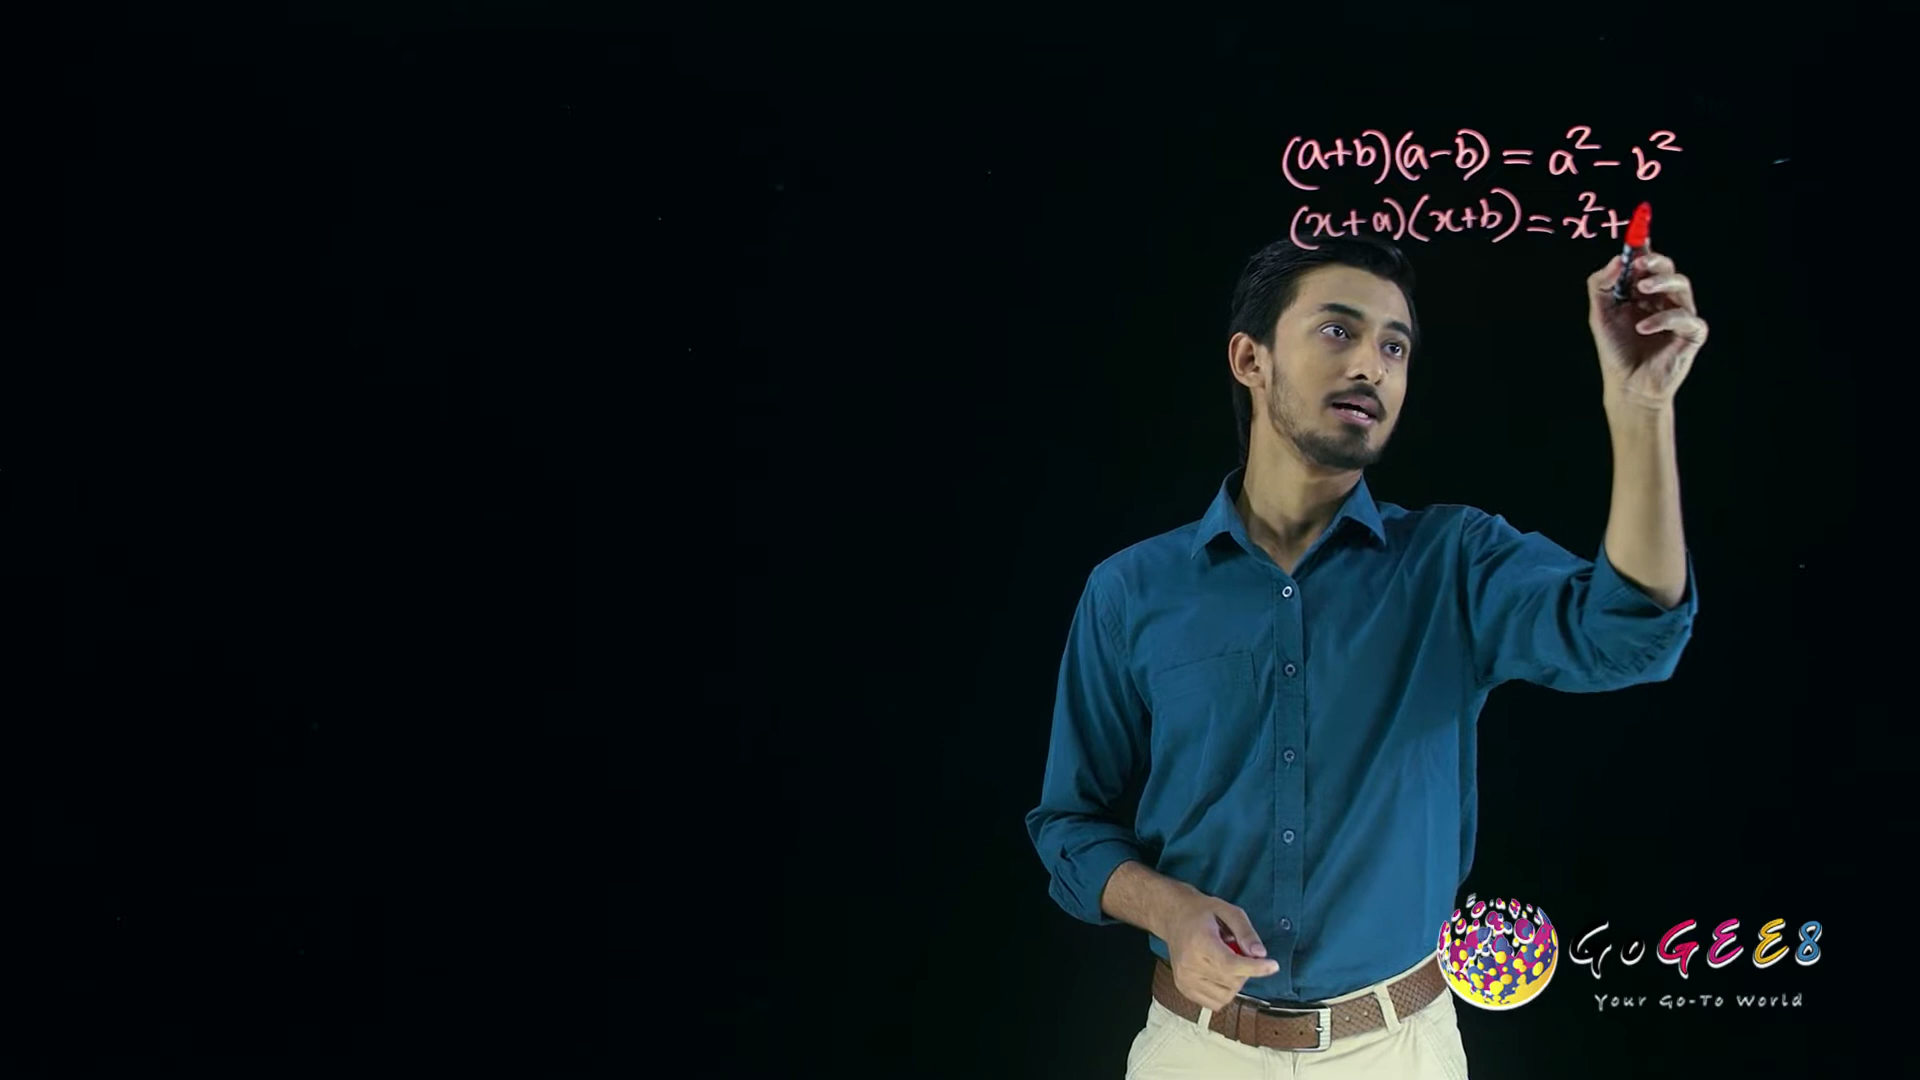 (a+b)(a-b) = a²- b²
(x+a)(x+b) = x²+
GoGEE8
Your Go-To World